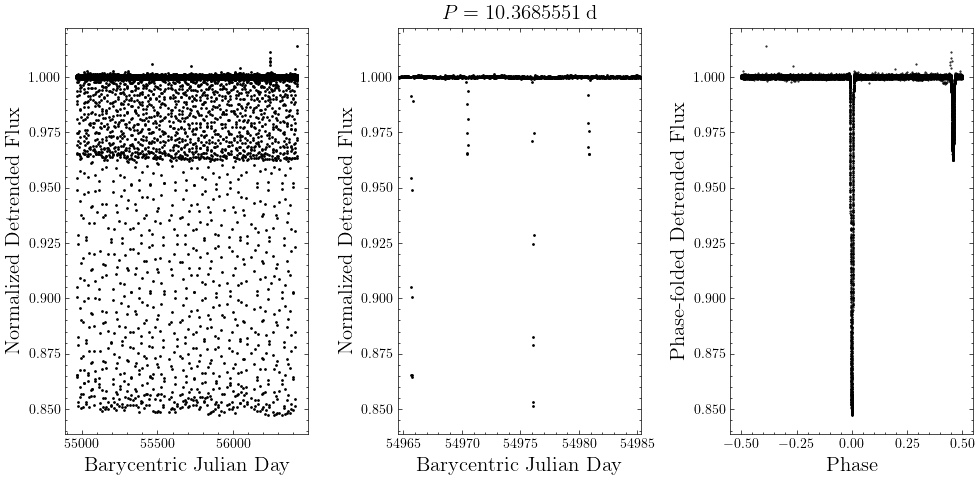 P = 10.3685551 d
Normalized Detrended Flux
1.000
0.975
0.950
0.925
0.900
0.875
0.850
55000 55500 56000
Barycentric Julian Day
Normalized Detrended Flux
1.000
0.975
0.950
0.925
0.900
0.875
0.850
54965 54970 54975 54980 54985
Barycentric Julian Day
Phase-folded Detrended Flux
1.000
0.975
0.950
0.925
0.900
0.875
0.850
−0.50 −0.25 0.00 0.25 0.50
Phase